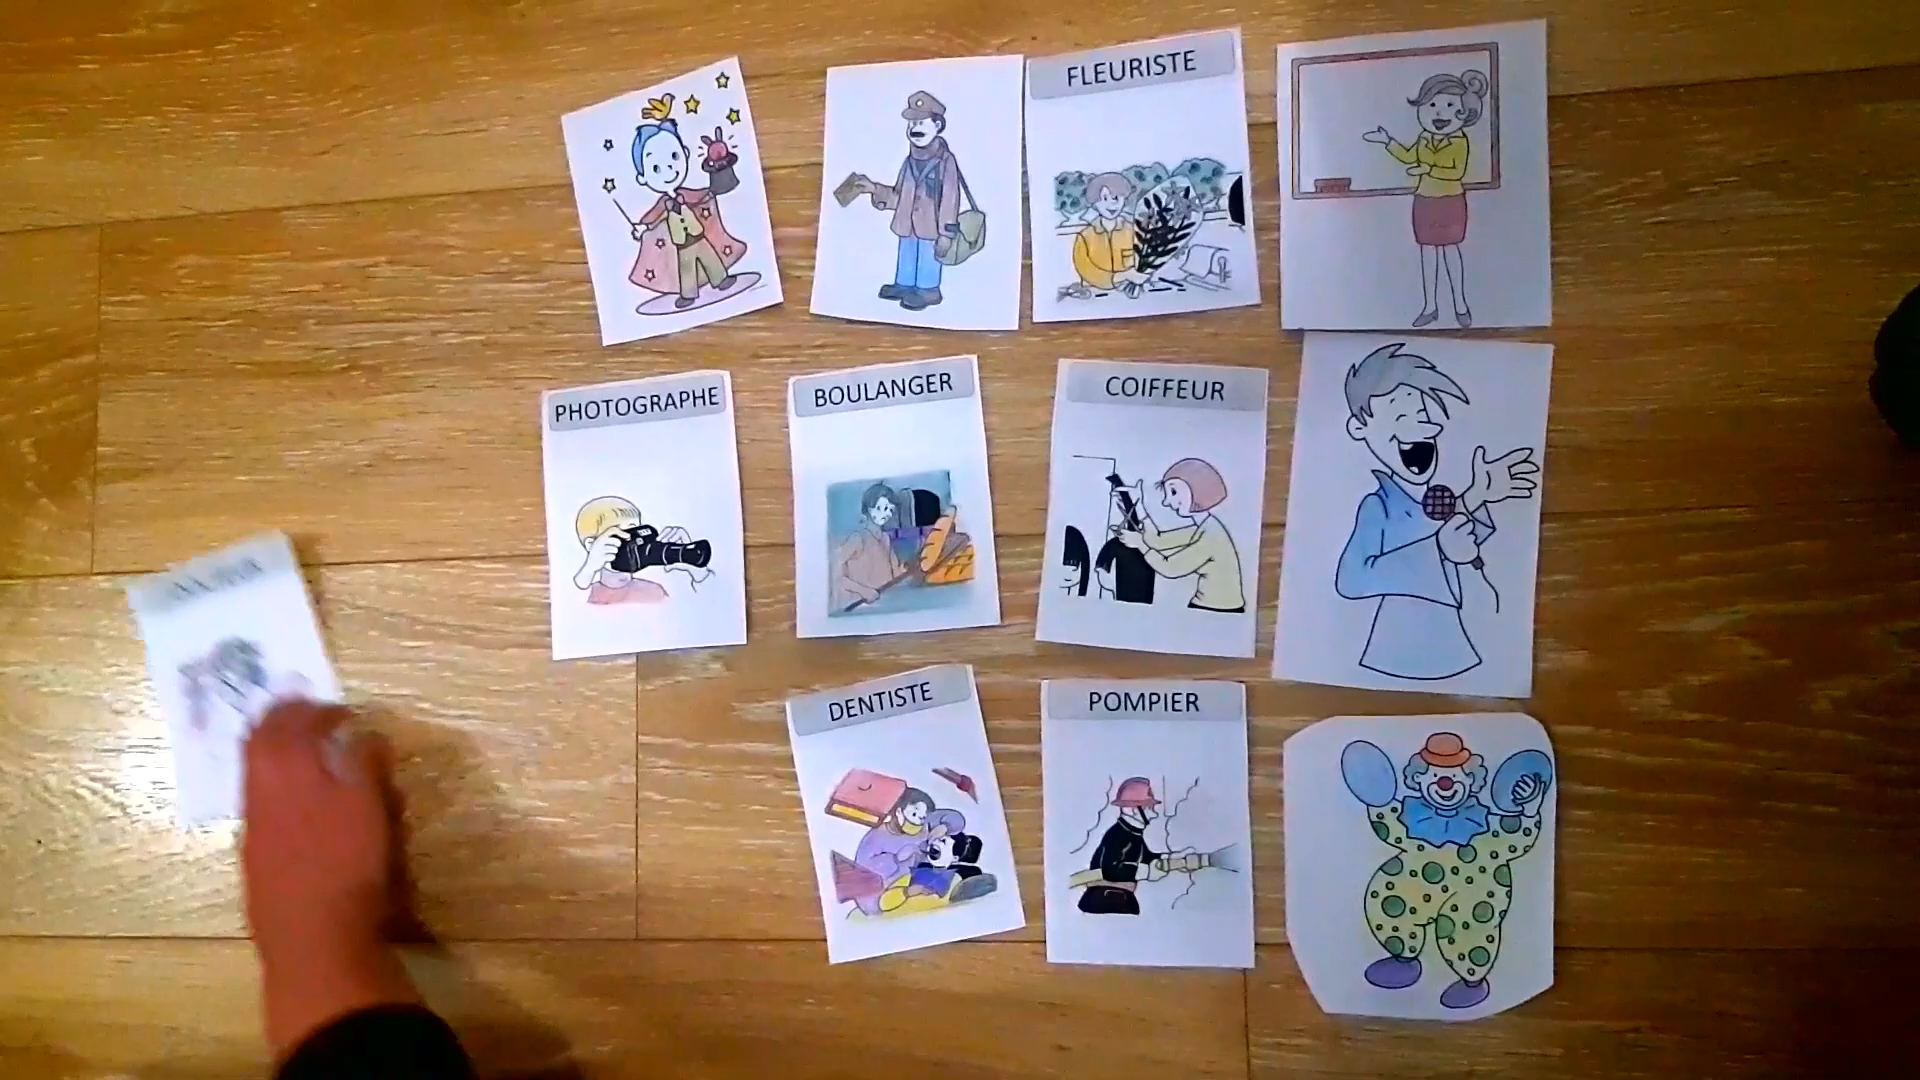 FLEURISTE
PHOTOGRAPHE
BOULANGER
COIFFEUR
DENTISTE
POMPIER